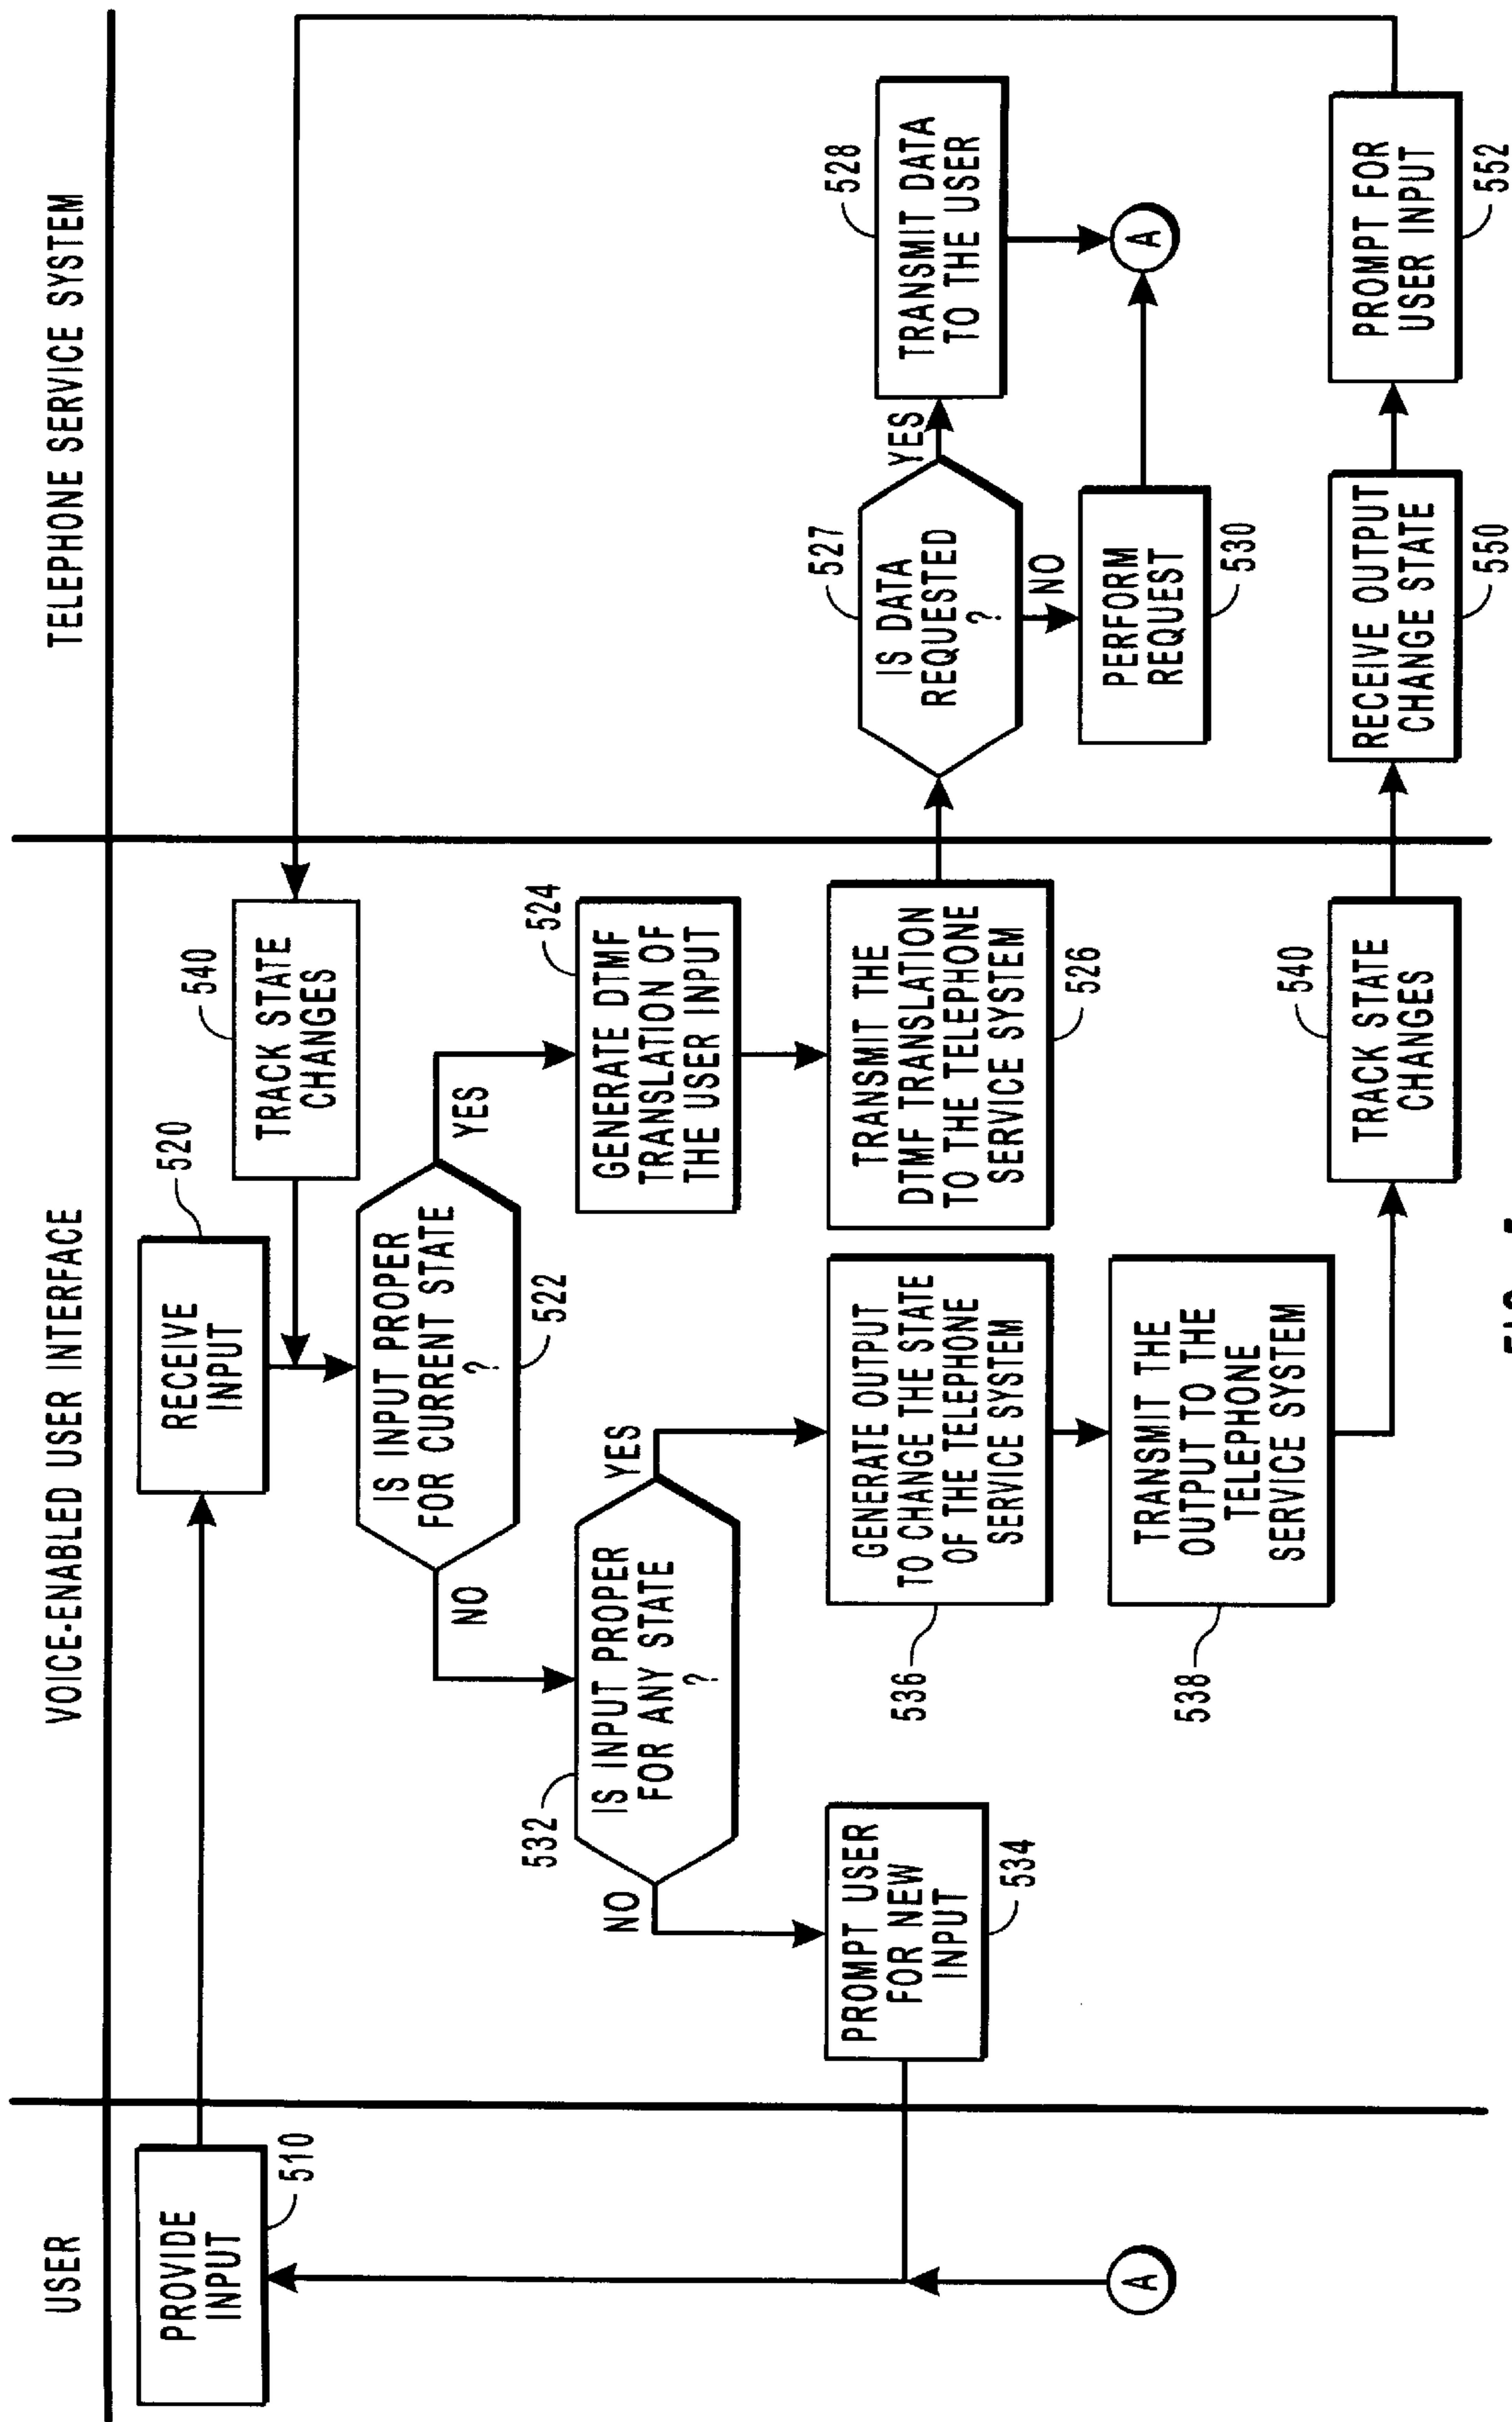 USER
VOICE-ENABLED USER INTERFACE
TELEPHONE SERVICE SYSTEM
PROVIDE
INPUT
510
RECEIVE
INPUT
520
TRACK STATE
CHANGES
540
IS INPUT PROPER
FOR CURRENT STATE
?
522
NO
YES
GENERATE DTMF
TRANSLATION OF
THE USER INPUT
524
IS INPUT PROPER
FOR ANY STATE
?
532
NO
YES
PROMPT USER
FOR NEW
INPUT
534
GENERATE OUTPUT
TO CHANGE THE STATE
OF THE TELEPHONE
SERVICE SYSTEM
536
TRANSMIT THE
DTMF TRANSLATION
TO THE TELEPHONE
SERVICE SYSTEM
526
IS DATA
REQUESTED
?
527
YES
NO
TRANSMIT DATA
TO THE USER
528
PERFORM
REQUEST
530
A
A
TRANSMIT THE
OUTPUT TO THE
TELEPHONE
SERVICE SYSTEM
538
TRACK STATE
CHANGES
540
RECEIVE OUTPUT
CHANGE STATE
550
PROMPT FOR
USER INPUT
552